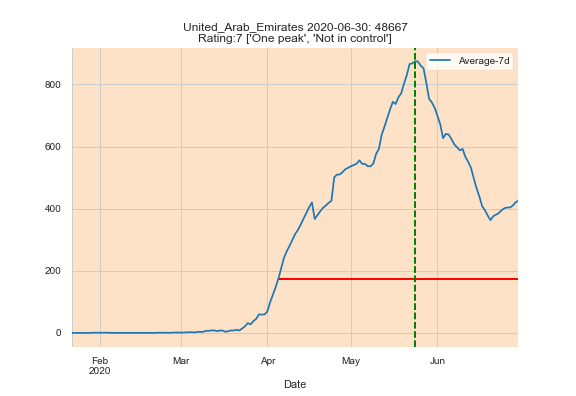 United_Arab_Emirates 2020-06-30: 48667
Rating:7 ['One peak', 'Not in control']
Average-7d
800
600
400
200
0
Feb
2020
Mar
Apr
May
Jun
Date